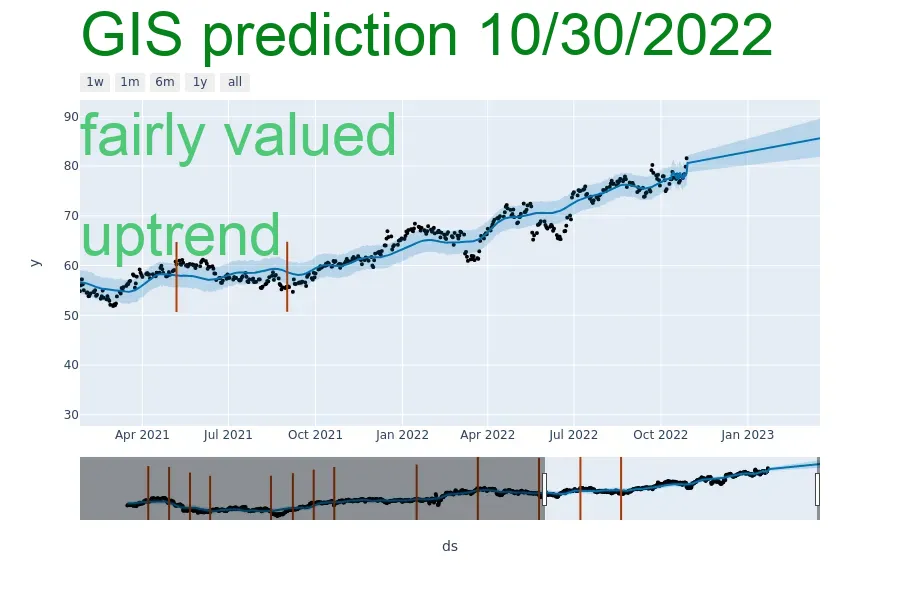 GIS prediction 10/30/2022
1w 1m 6m 1y all
90
fairly valued
80
70
uptrend
60
y
50
40
30
Apr 2021 Jul 2021 Oct 2021 Jan 2022 Apr 2022 Jul 2022 Oct 2022 Jan 2023
ds